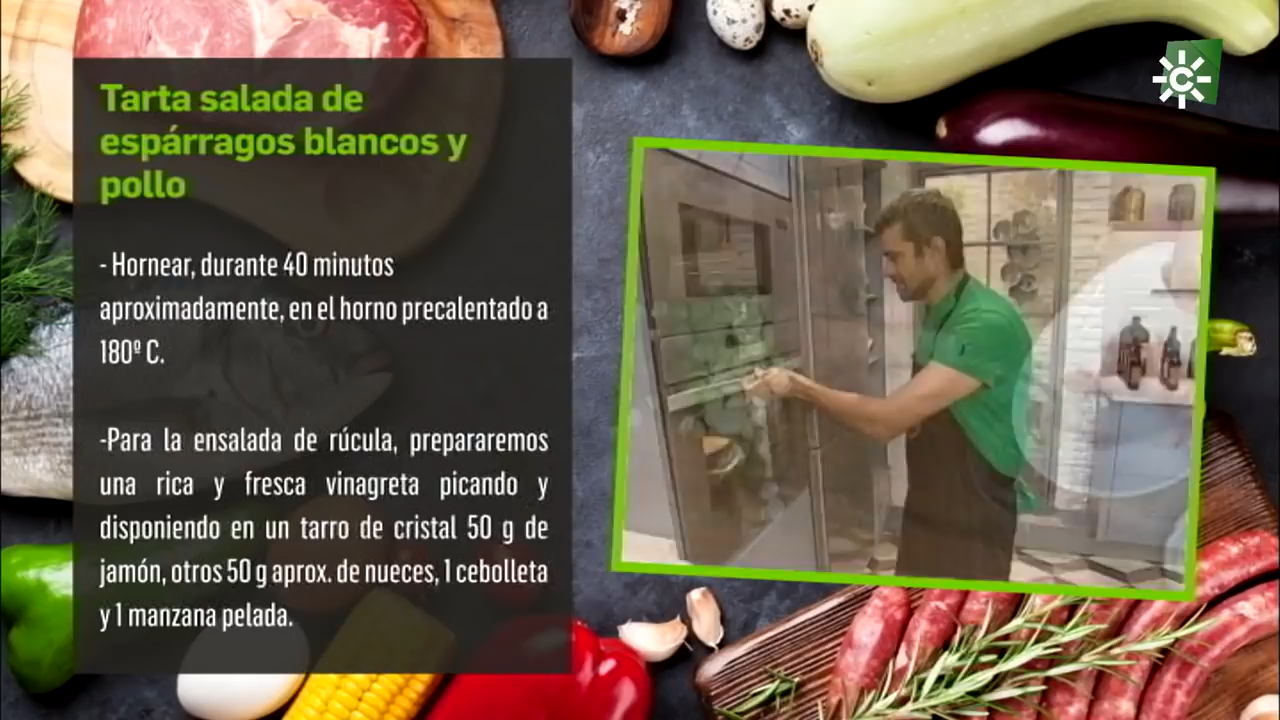 Tarta salada de
espárragos blancos y
pollo
- Hornear, durante 40 minutos
aproximadamente, en el horno precalentado a
180º C.
-Para la ensalada de rúcula, prepararemos
una rica y fresca vinagreta picando y
disponiendo en un tarro de cristal 50 g de
jamón, otros 50 g aprox. de nueces, 1 cebolleta
y 1 manzana pelada.
C